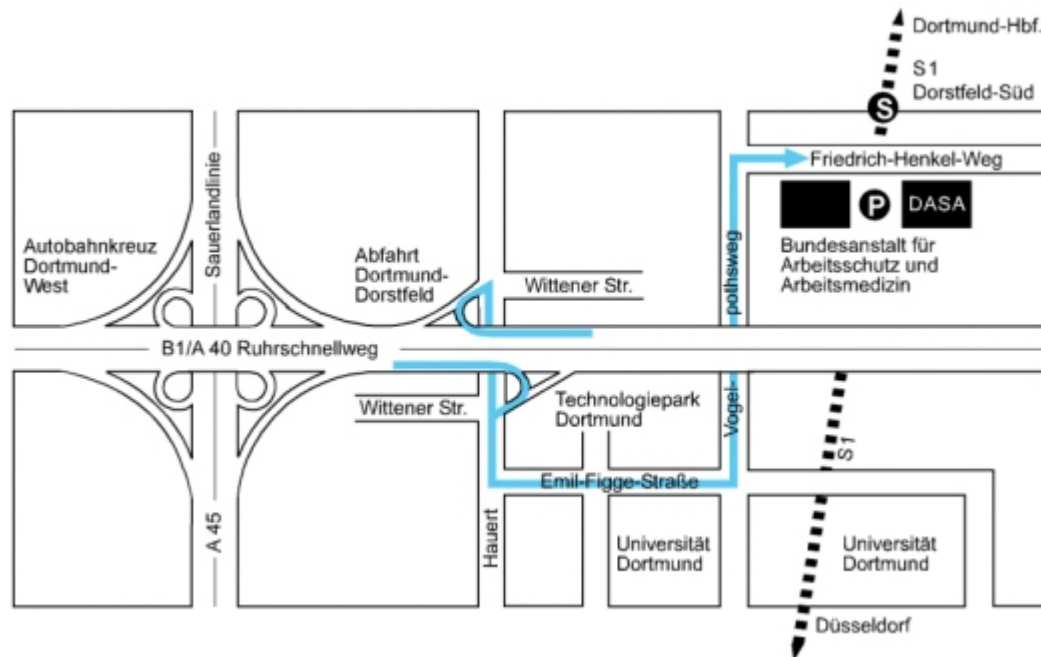 Dortmund-Hbf.
S1
Dorstfeld-Süd
S
Friedrich-Henkel-Weg
P
DASA
Bundesanstalt für
Arbeitsschutz und
Arbeitsmedizin
Sauerlandlinie
Autobahnkreuz
Dortmund-
West
Abfahrt
Dortmund-
Dorstfeld
Wittener Str.
pothsweg
B1/A 40 Ruhrschnellweg
Wittener Str.
Technologiepark
Dortmund
Vogel-
S1
Emil-Figge-Straße
A 45
Hauert
Universität
Dortmund
Universität
Dortmund
Düsseldorf